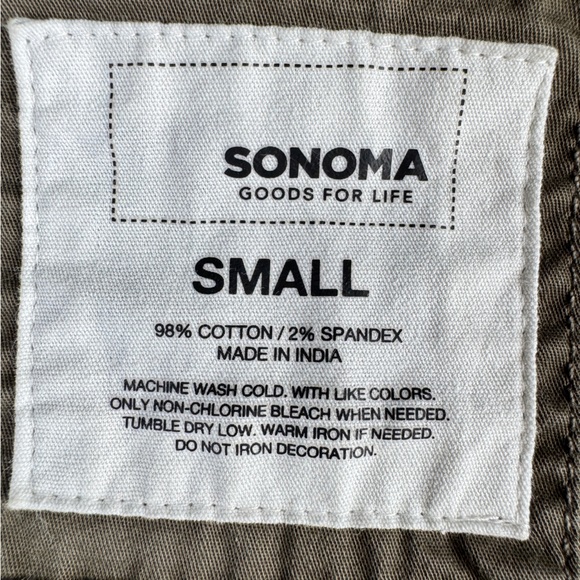 SONOMA
GOODS FOR LIFE
SMALL
98% COTTON / 2% SPANDEX
MADE IN INDIA
MACHINE WASH COLD. WITH LIKE COLORS.
ONLY NON-CHLORINE BLEACH WHEN NEEDED.
TUMBLE DRY LOW. WARM IRON IF NEEDED.
DO NOT IRON DECORATION.